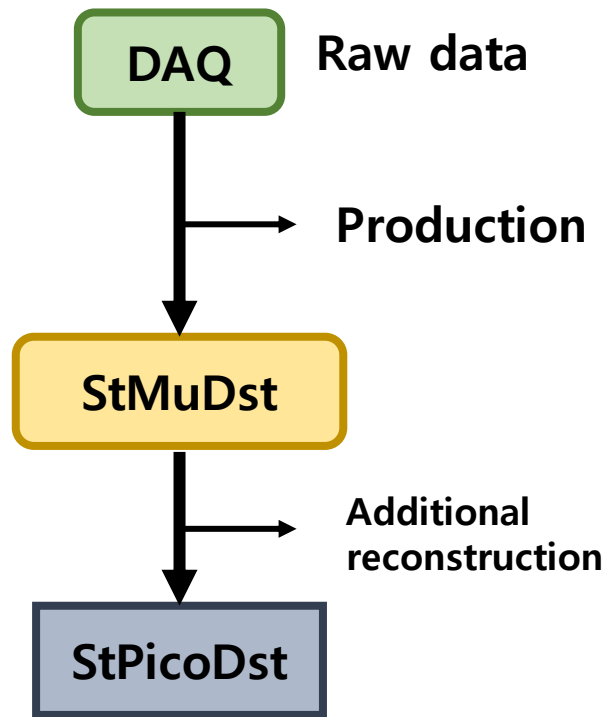 DAQ
Raw data
Production
StMuDst
Additional
reconstruction
StPicoDst